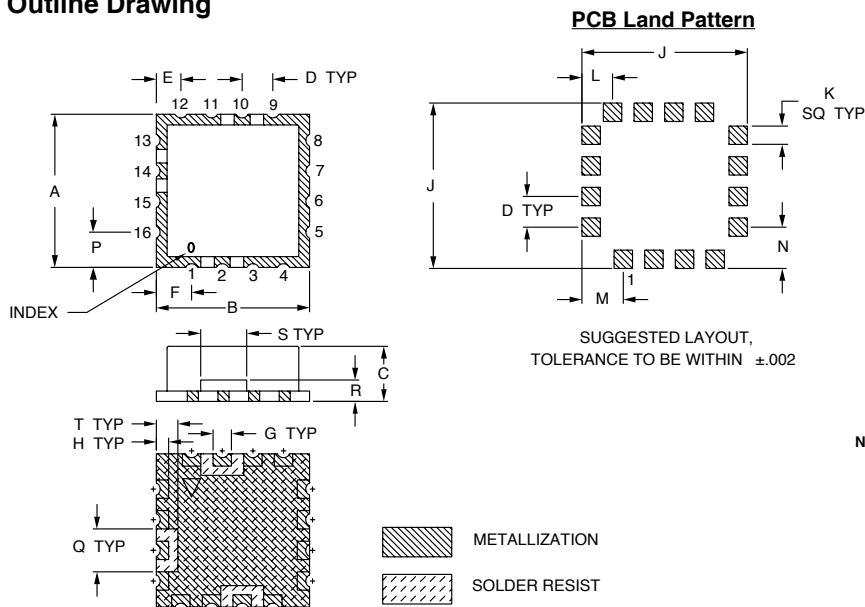 Outline Drawing
PCB Land Pattern
E
D TYP
12 11 10 9
13
14
15
16
8
7
6
5
A
P
0
1 2 3 4
F
B
INDEX
J
L
K
SQ TYP
J
D TYP
N
M
1
SUGGESTED LAYOUT,
TOLERANCE TO BE WITHIN ±.002
S TYP
C
R
T TYP
H TYP
G TYP
Q TYP
N
METALLIZATION
SOLDER RESIST